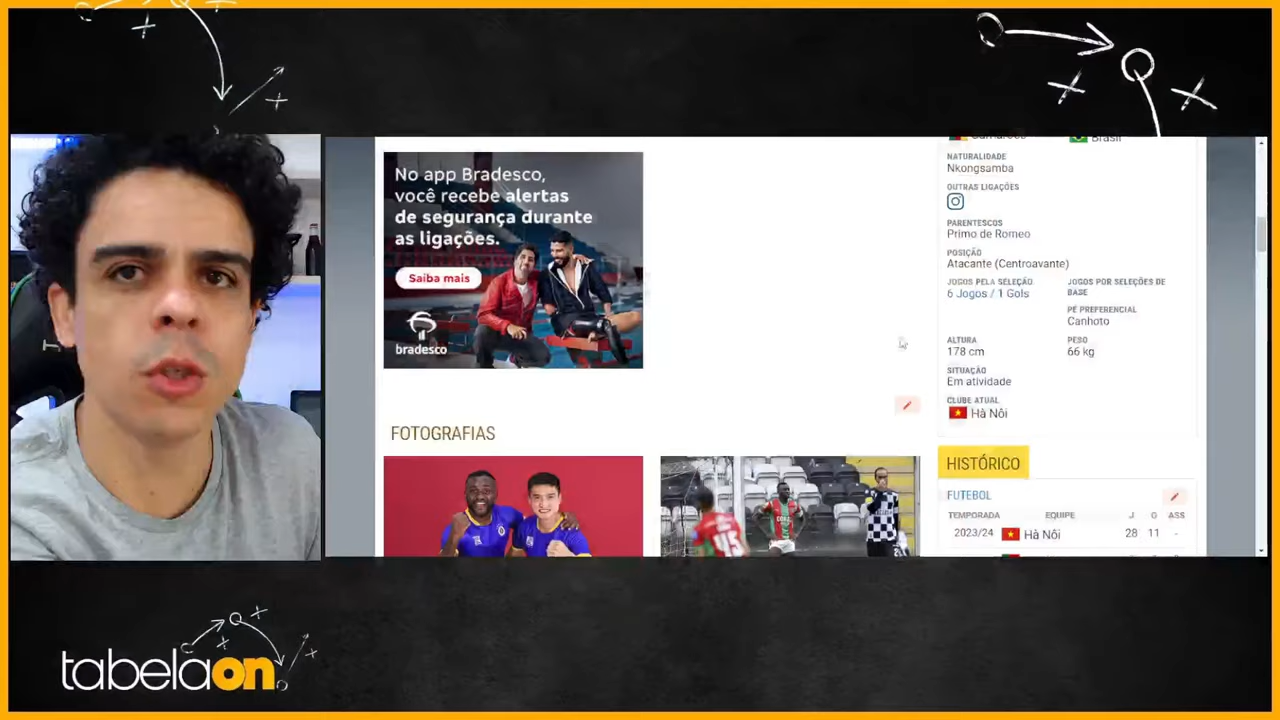 No app Bradesco,
você recebe alertas
de segurança durante
as ligações.
Saiba mais
bradesco
FOTOGRAFIAS
Camarões
Brasil
NATURALIDADE
Nkongsamba
OUTRAS LIGAÇÕES
PARENTESCOS
Primo de Romeo
POSIÇÃO
Atacante (Centroavante)
JOGOS PELA SELEÇÃO
6 Jogos / 1 Gols
JOGOS POR SELEÇÕES DE
BASE
PÉ PREFERENCIAL
Canhoto
ALTURA
178 cm
PESO
66 kg
SITUAÇÃO
Em atividade
CLUBE ATUAL
Hà Nôi
HISTÓRICO
FUTEBOL
TEMPORADA EQUIPE J G ASS
2023/24 Hà Nôi 28 11 -
45
tabelaon